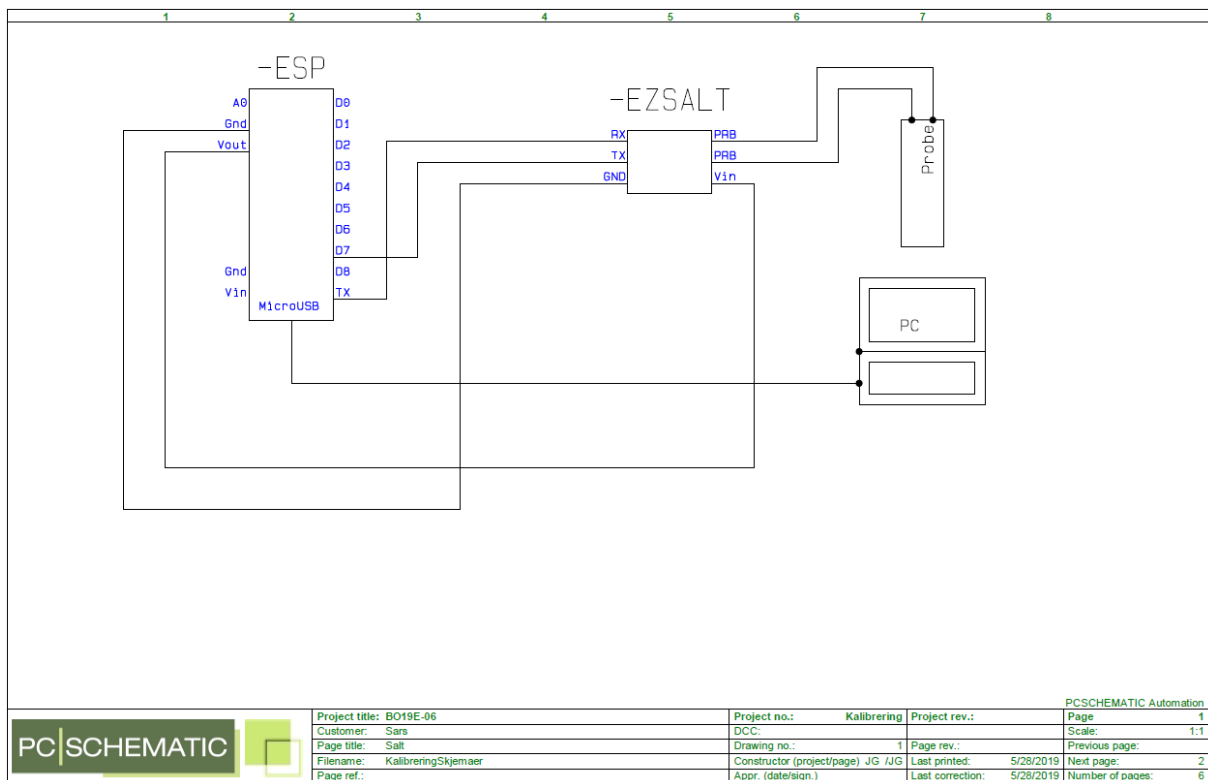 1 2 3 4 5 6 7 8
-ESP
A0 D0
Gnd D1
Vout D2
D3
D4
D5
D6
D7
Gnd D8
Vin TX
MicroUSB
-EZSALT
RX PRB
TX PRB
GND Vin
Probe
PC
PCSCHEMATIC Automation
PC|SCHEMATIC
Project title: BO19E-06 Project no.: Kalibrering Project rev.: Page 1
Customer: Sars DCC: Scale: 1:1
Page title: Salt Drawing no.: 1 Page rev.: Previous page:
Filename: KalibreringSkjemaer Constructor (project/page) JG /JG Last printed: 5/28/2019 Next page: 2
Page ref.: Appr. (date/sign.) Last correction: 5/28/2019 Number of pages: 6